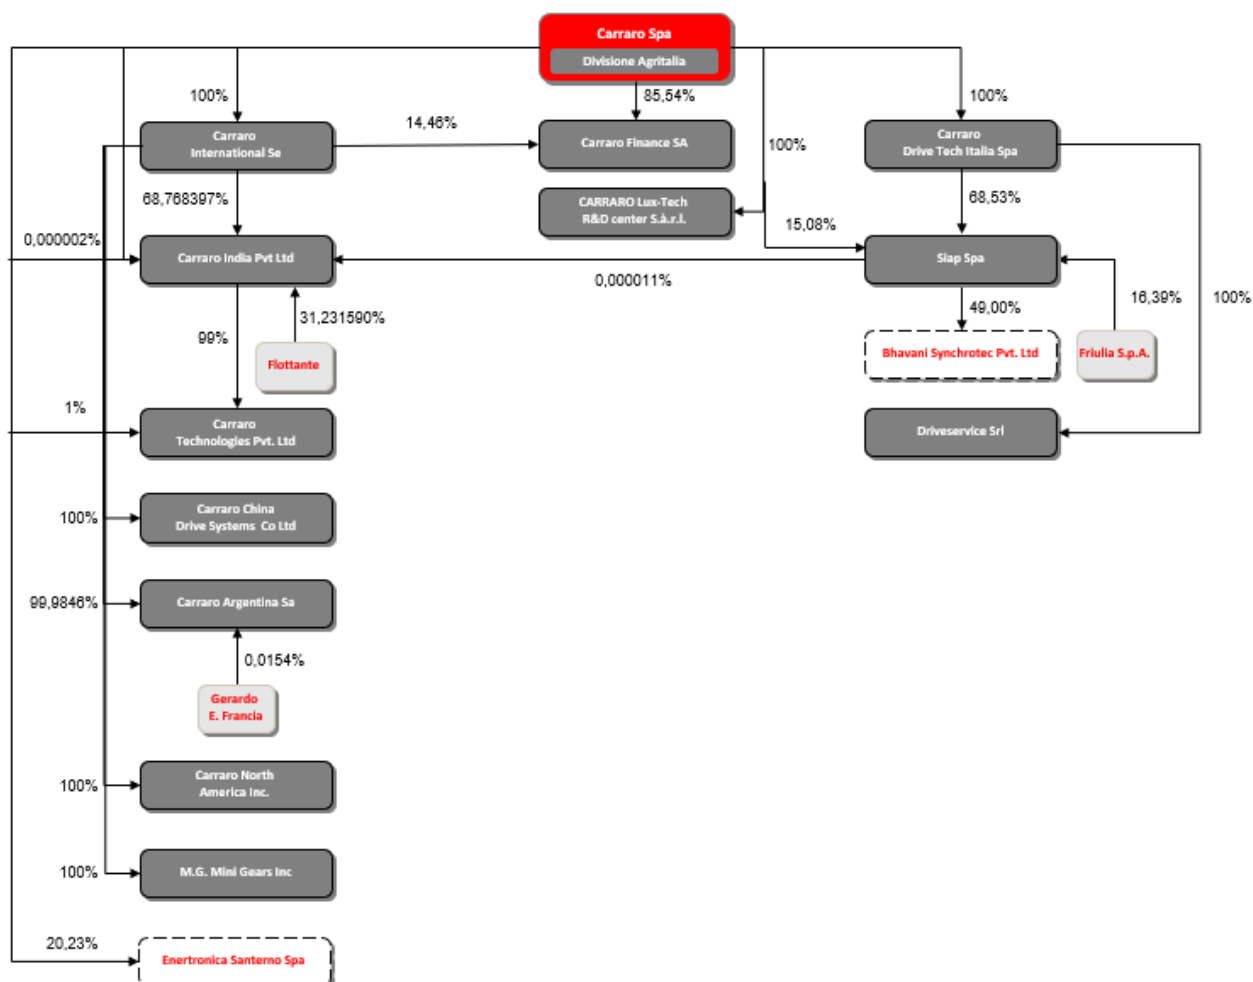 Carraro Spa
Divisione Agritalia
100%
85,54%
100%
14,46%
Carraro
International Se
Carraro Finance SA
100%
Carraro
Drive Tech Italia Spa
68,768397%
CARRARO Lux-Tech
R&D center S.à.r.l.
68,53%
15,08%
0,000002%
Carraro India Pvt Ltd
Siap Spa
0,000011%
16,39%
100%
31,231590%
49,00%
99%
Flottante
Bhavani Synchrotec Pvt. Ltd
Friulia S.p.A.
1%
Carraro
Technologies Pvt. Ltd
Driveservice Srl
100%
Carraro China
Drive Systems Co Ltd
99,9846%
Carraro Argentina Sa
0,0154%
Gerardo
E. Francia
100%
Carraro North
America Inc.
100%
M.G. Mini Gears Inc
20,23%
Enertronica Santerno Spa